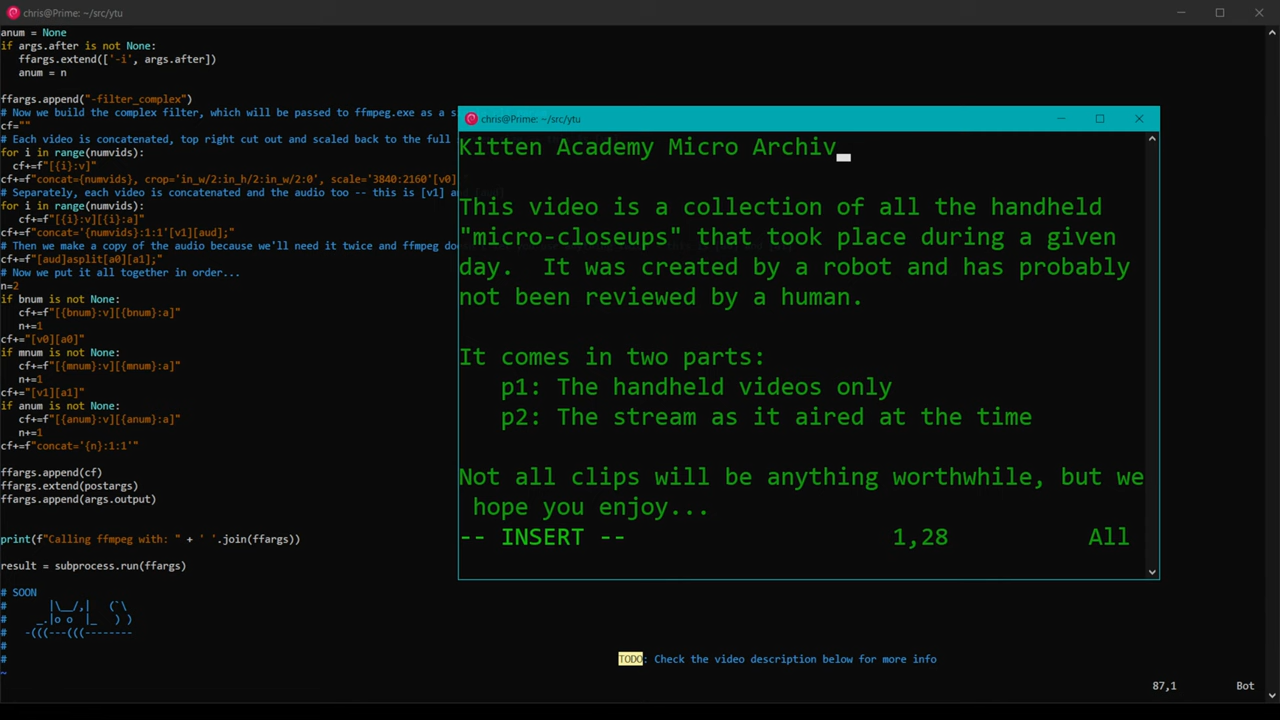 chris@Prime: ~/src/ytu
anum = None
if args.after is not None:
   ffargs.extend(['-i', args.after])
   anum = n
ffargs.append("-filter_complex")
# Now we build the complex filter, which will be passed to ffmpeg.exe as a s
cf=""
# Each video is concatenated, top right cut out and scaled back to the full
for i in range(numvids):
  cf+=f"[{i}:v]"
cf+=f"concat={numvids}, crop='in_w/2:in_h/2:in_w/2:0', scale='3840:2160'[v0]
# Separately, each video is concatenated and the audio too -- this is [v1] a
for i in range(numvids):
   cf+=f"[{i}:v][{i}:a]"
cf+=f"concat='{numvids}:1:1'[v1][aud];"
# Then we make a copy of the audio because we'll need it twice and ffmpeg do
cf+=f"[aud]asplit[a0][a1];"
# Now we put it all together in order...
n=2
if bnum is not None:
   cf+=f"[{bnum}:v][{bnum}:a]"
   n+=1
cf+="[v0][a0]"
if mnum is not None:
   cf+=f"[{mnum}:v][{mnum}:a]"
   n+=1
cf+="[v1][a1]"
if anum is not None:
   cf+=f"[{anum}:v][{anum}:a]"
   n+=1
cf+=f"concat='{n}:1:1'"
ffargs.append(cf)
ffargs.extend(postargs)
ffargs.append(args.output)
print(f"Calling ffmpeg with: " + ' '.join(ffargs))
result = subprocess.run(ffargs)
# SOON
#      |\__/,|   (`\
#    _.|o o  |_   ) )
#  -(((---(((--------
#
#
~
chris@Prime: ~/src/ytu
Kitten Academy Micro Archiv
This video is a collection of all the handheld
"micro-closeups" that took place during a given
day.  It was created by a robot and has probably
not been reviewed by a human.
It comes in two parts:
   p1: The handheld videos only
   p2: The stream as it aired at the time
Not all clips will be anything worthwhile, but we
 hope you enjoy...
-- INSERT -- 1,28 All
TODO: Check the video description below for more info
87,1 Bot